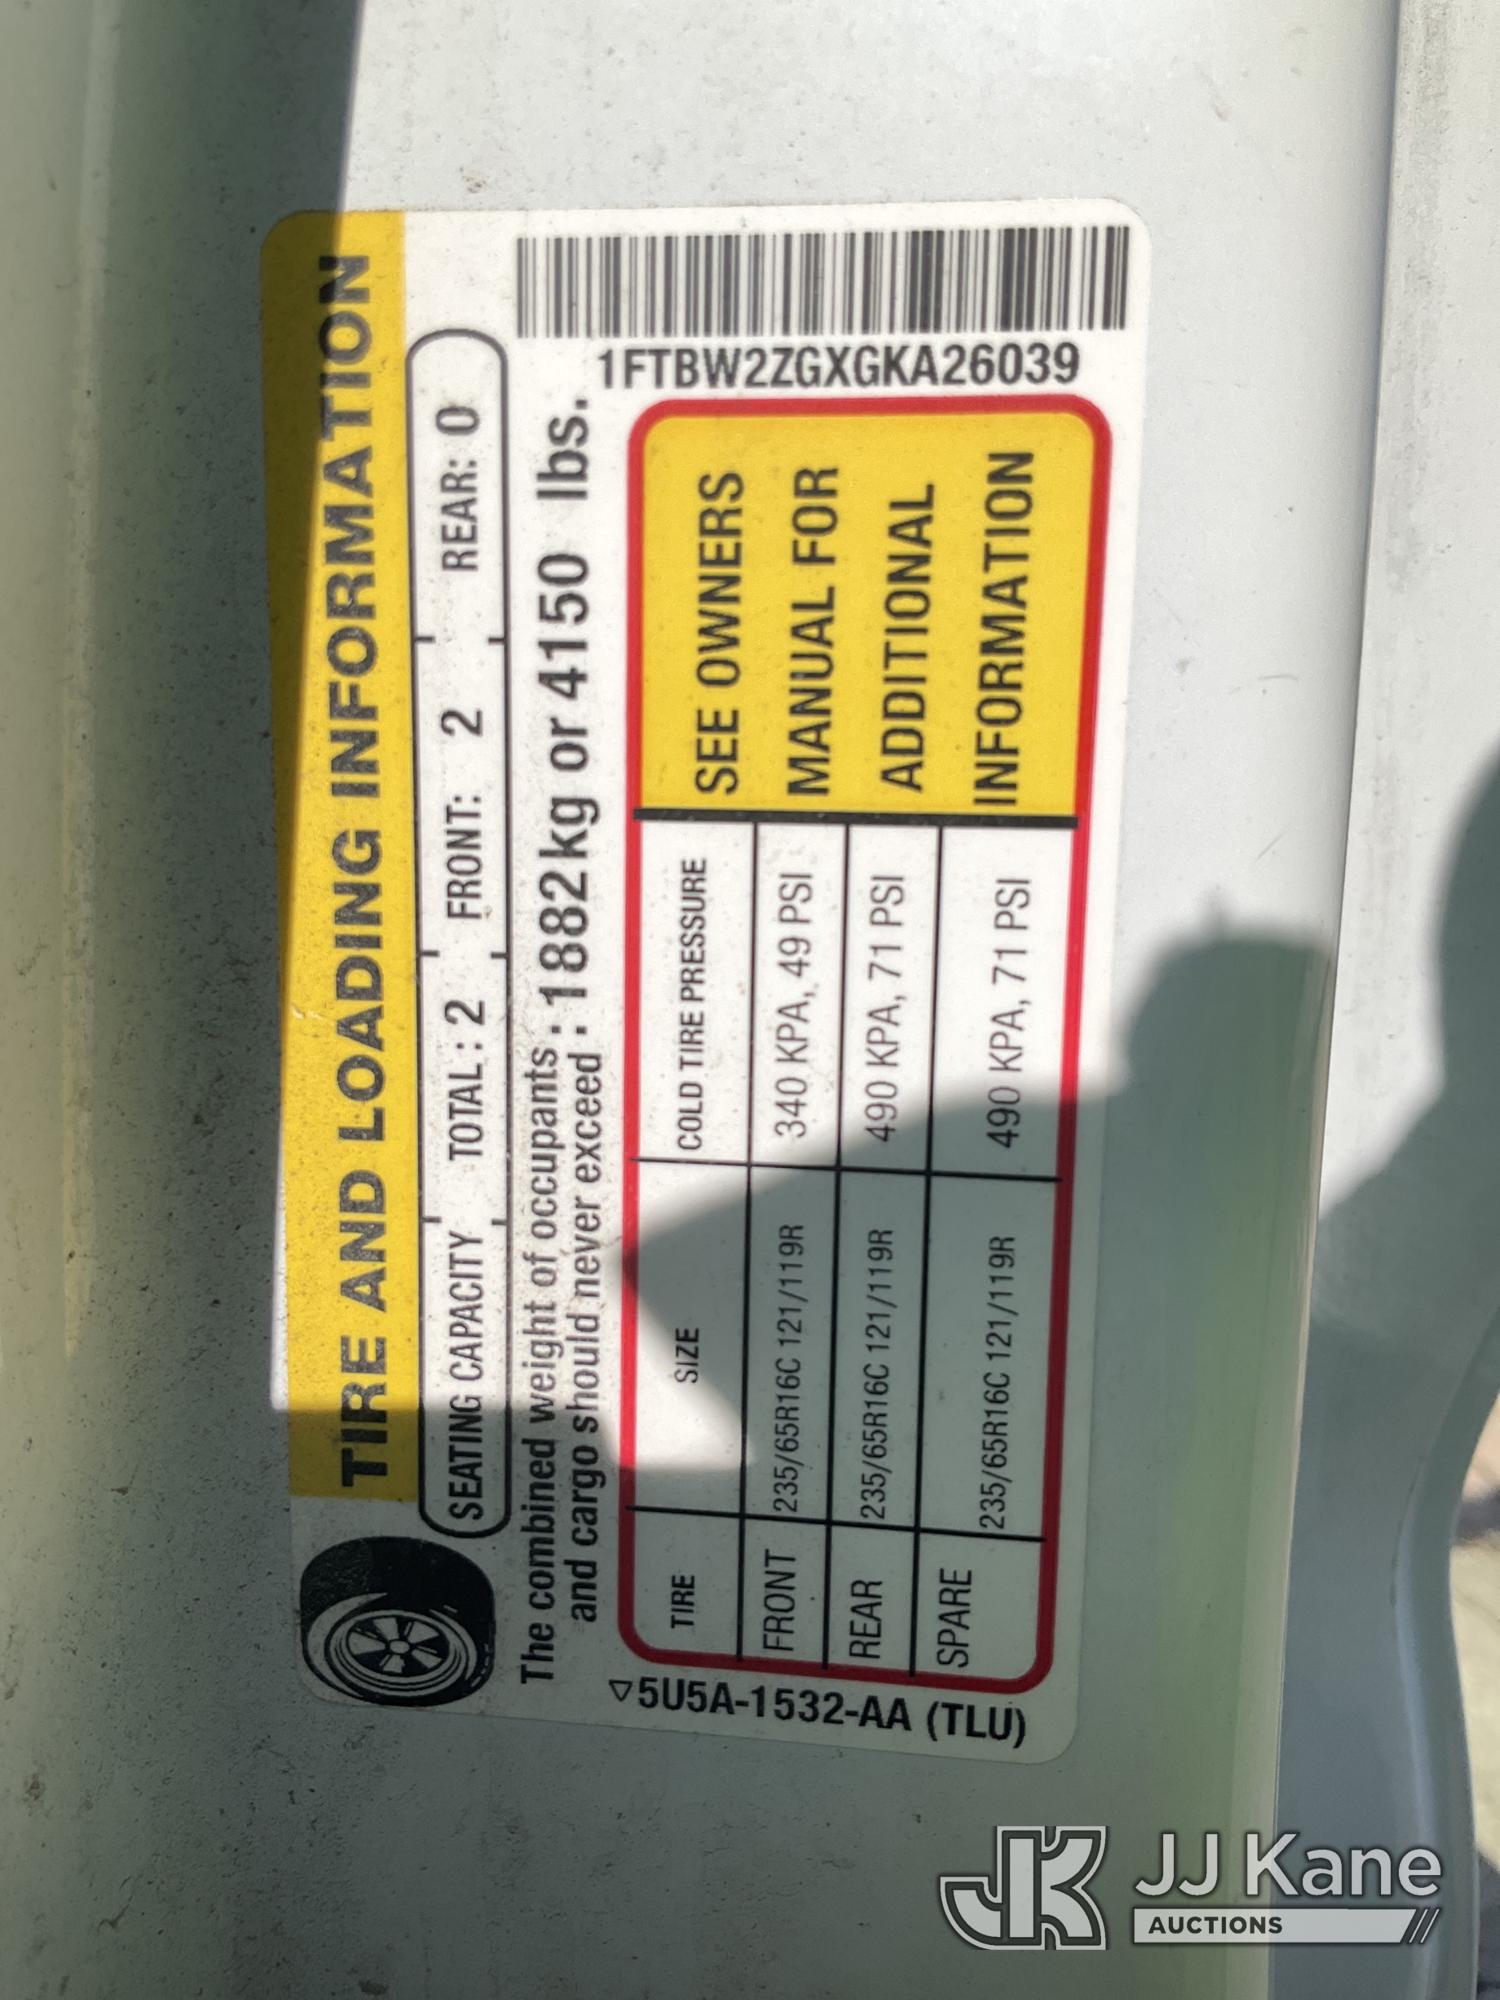 TIRE AND LOADING INFORMATION
SEATING CAPACITY TOTAL : 2 FRONT: 2 REAR: 0
The combined weight of occupants : 1882kg or 4150 lbs.
and cargo should never exceed :
1FTBW2ZGXGKA26039
TIRE SIZE COLD TIRE PRESSURE
FRONT 235/65R16C 121/119R 340 KPA, 49 PSI
REAR 235/65R16C 121/119R 490 KPA, 71 PSI
SPARE 235/65R16C 121/119R 490 KPA, 71 PSI
SEE OWNERS
MANUAL FOR
ADDITIONAL
INFORMATION
5U5A-1532-AA (TLU)
JK JJ Kane
AUCTIONS